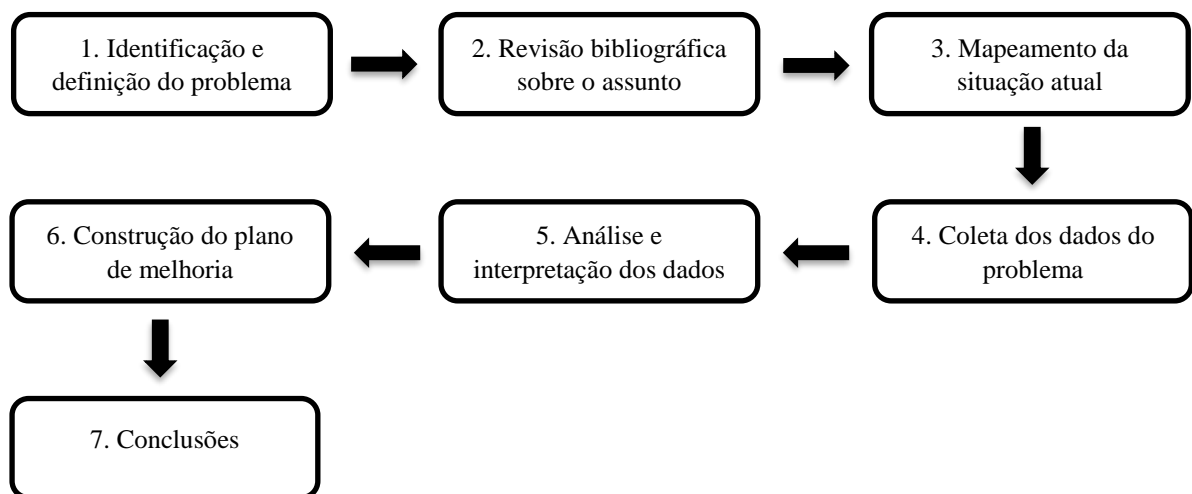 1. Identificação e
definição do problema
2. Revisão bibliográfica
sobre o assunto
3. Mapeamento da
situação atual
4. Coleta dos dados do
problema
5. Análise e
interpretação dos dados
6. Construção do plano
de melhoria
7. Conclusões